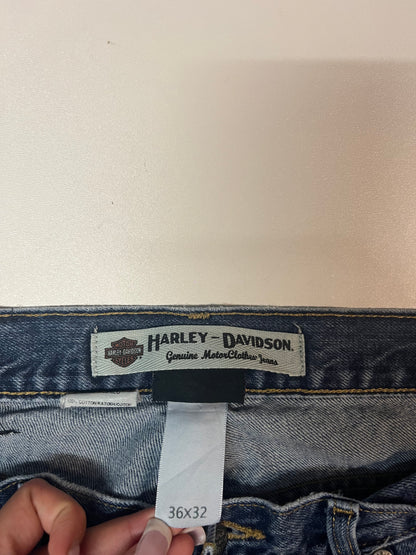 HARLEY-DAVIDSON
HARLEY - DAVIDSON.
Genuine MotorClothes Jeans
36x32